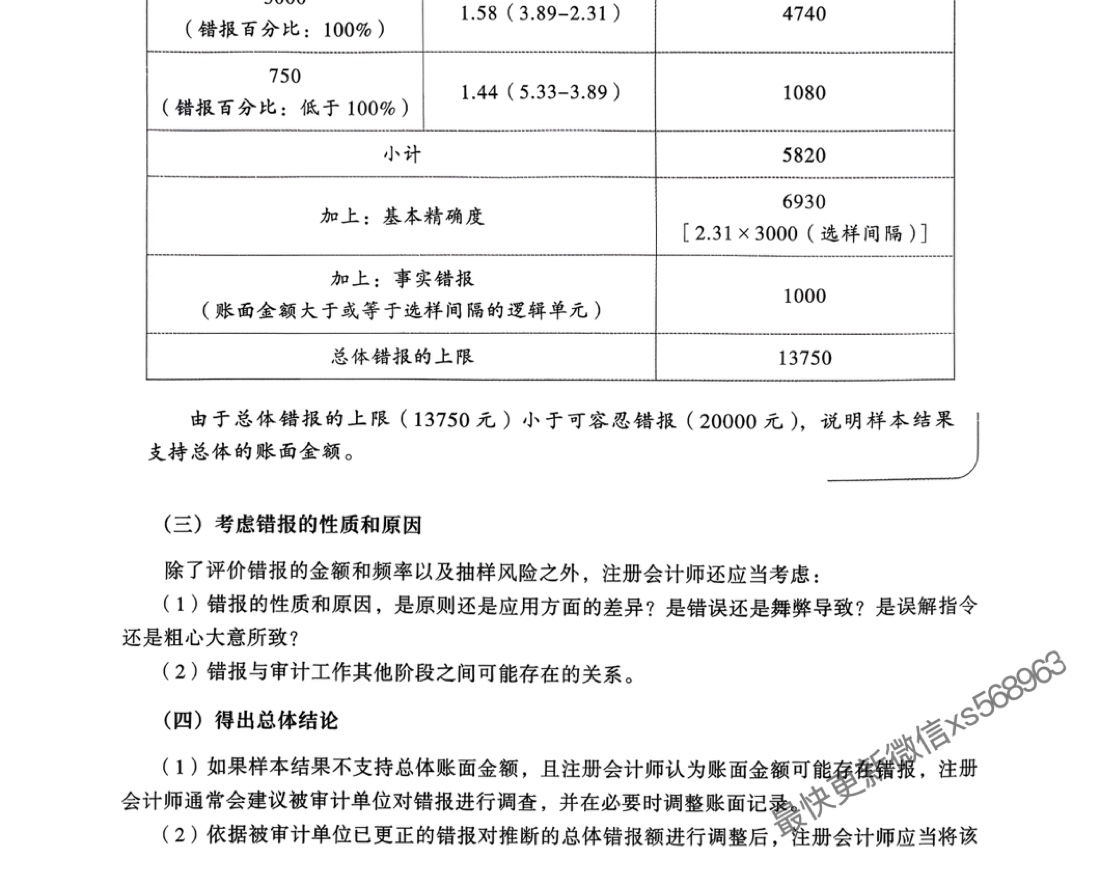 3000
1.58（3.89–2.31）
4740
（错报百分比：100%）
750
（错报百分比：低于 100%）
1.44（5.33–3.89）
1080
小计
5820
加上：基本精确度
6930
［2.31×3000（选样间隔）］
加上：事实错报
（账面金额大于或等于选样间隔的逻辑单元）
1000
总体错报的上限
13750
由于总体错报的上限（13750 元）小于可容忍错报（20000 元），说明样本结果
支持总体的账面金额。
（三）考虑错报的性质和原因
除了评价错报的金额和频率以及抽样风险之外，注册会计师还应当考虑：
（1）错报的性质和原因，是原则还是应用方面的差异？是错误还是舞弊导致？是误解指令
还是粗心大意所致？
（2）错报与审计工作其他阶段之间可能存在的关系。
（四）得出总体结论
（1）如果样本结果不支持总体账面金额，且注册会计师认为账面金额可能存在错报，注册
会计师通常会建议被审计单位对错报进行调查，并在必要时调整账面记录。
（2）依据被审计单位已更正的错报对推断的总体错报额进行调整后，注册会计师应当将该
最快更新微信xs568963